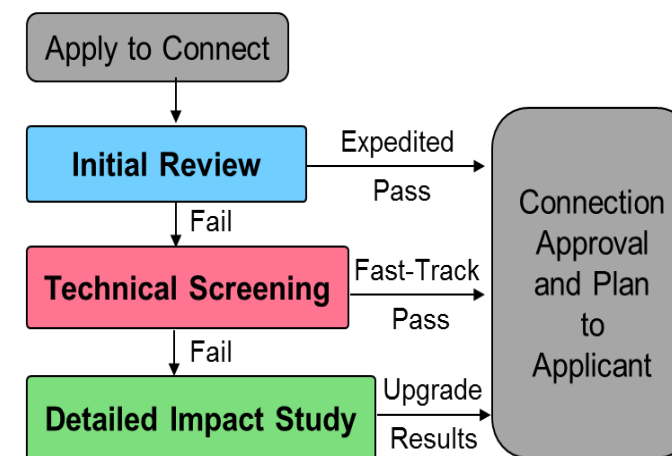 Apply to Connect
Initial Review
Expedited
Pass
Fail
Technical Screening
Fast-Track
Pass
Fail
Detailed Impact Study
Upgrade
Results
Connection
Approval
and Plan
to
Applicant